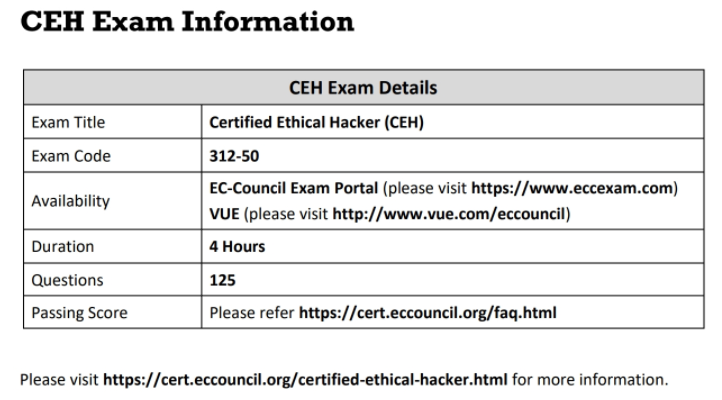 CEH Exam Information
CEH Exam Details
Exam Title Certified Ethical Hacker (CEH)
Exam Code 312-50
Availability EC-Council Exam Portal (please visit https://www.eccexam.com)
VUE (please visit http://www.vue.com/eccouncil)
Duration 4 Hours
Questions 125
Passing Score Please refer https://cert.eccouncil.org/faq.html
Please visit https://cert.eccouncil.org/certified-ethical-hacker.html for more information.